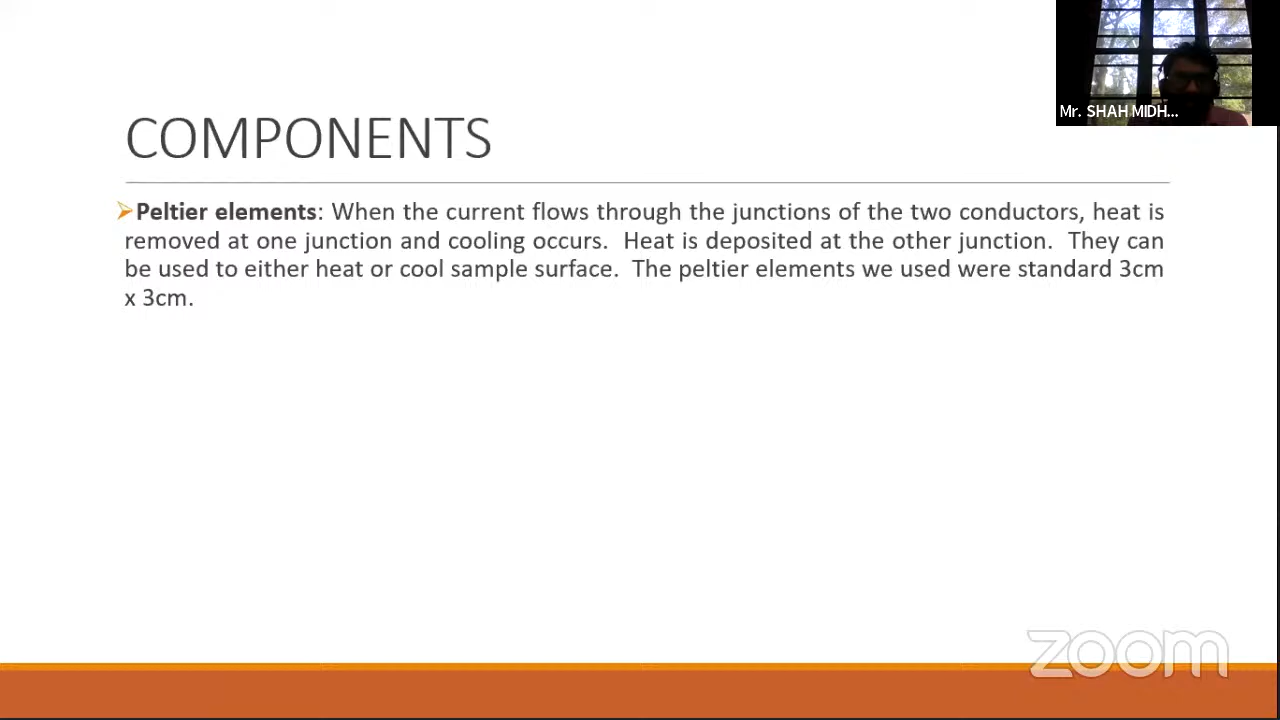 Mr. SHAH MIDH...
COMPONENTS
Peltier elements: When the current flows through the junctions of the two conductors, heat is
removed at one junction and cooling occurs. Heat is deposited at the other junction. They can
be used to either heat or cool sample surface. The peltier elements we used were standard 3cm
x 3cm.
zoom